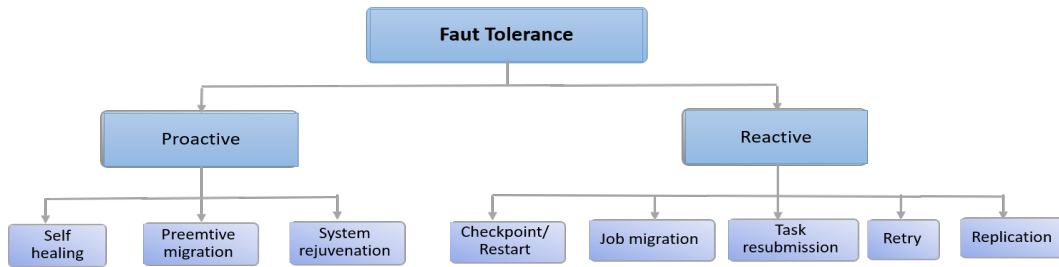 Faut Tolerance
Proactive
Reactive
Self
healing
Preemtive
migration
System
rejuvenation
Checkpoint/
Restart
Job migration
Task
resubmission
Retry
Replication